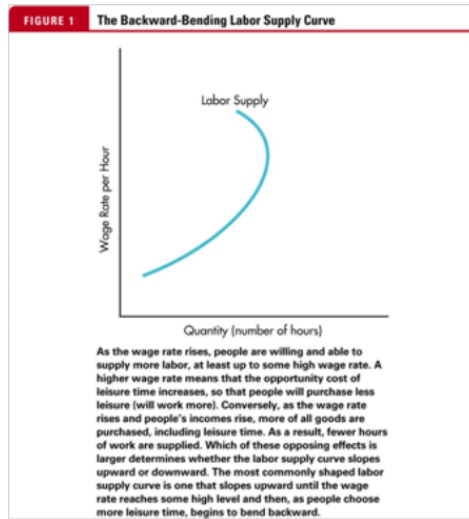 FIGURE 1 The Backward-Bending Labor Supply Curve
Labor Supply
Wage Rate per Hour
Quantity (number of hours)
As the wage rate rises, people are willing and able to
supply more labor, at least up to some high wage rate. A
higher wage rate means that the opportunity cost of
leisure time increases, so that people will purchase less
leisure (will work more). Conversely, as the wage rate
rises and people's incomes rise, more of all goods are
purchased, including leisure time. As a result, fewer hours
of work are supplied. Which of these opposing effects is
larger determines whether the labor supply curve slopes
upward or downward. The most commonly shaped labor
supply curve is one that slopes upward until the wage
rate reaches some high level and then, as people choose
more leisure time, begins to bend backward.